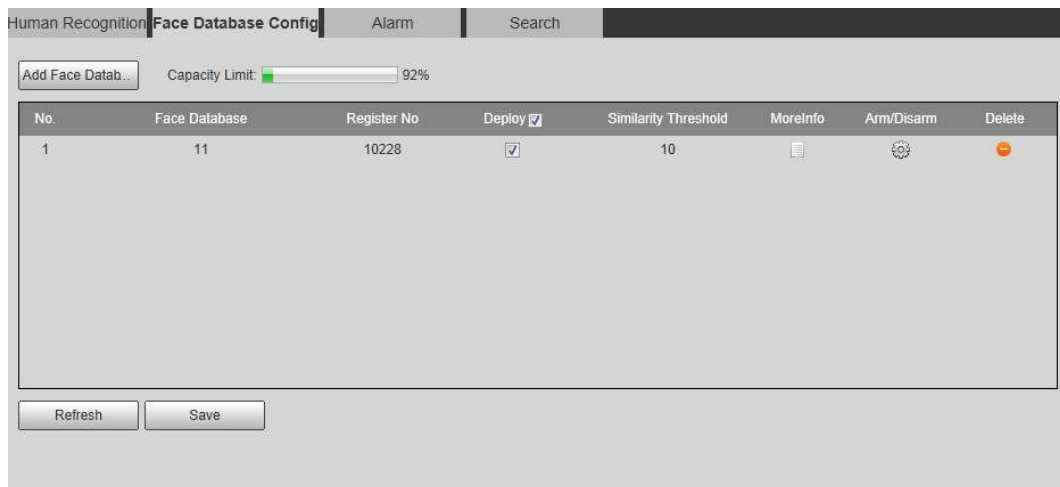 Human Recognition Face Database Config Alarm Search
Add Face Datab... Capacity Limit: 92%
No. Face Database Register No Deploy Similarity Threshold MoreInfo Arm/Disarm Delete
1 11 10228 10
Refresh Save